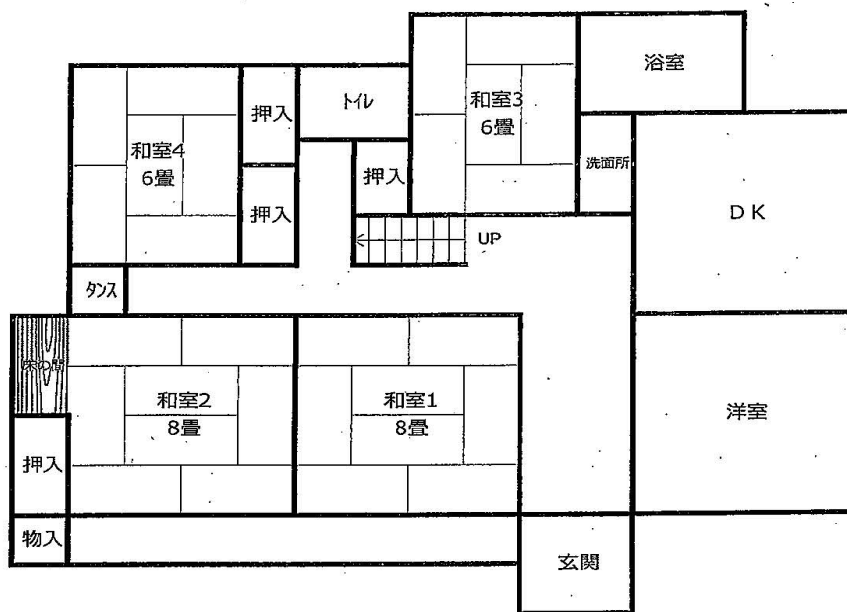 浴室
和室3
6畳
トイレ
押入
和室4
6畳
押入
押入
洗面所
DK
UP
タンス
床の間
和室2
8畳
和室1
8畳
洋室
押入
物入
玄関